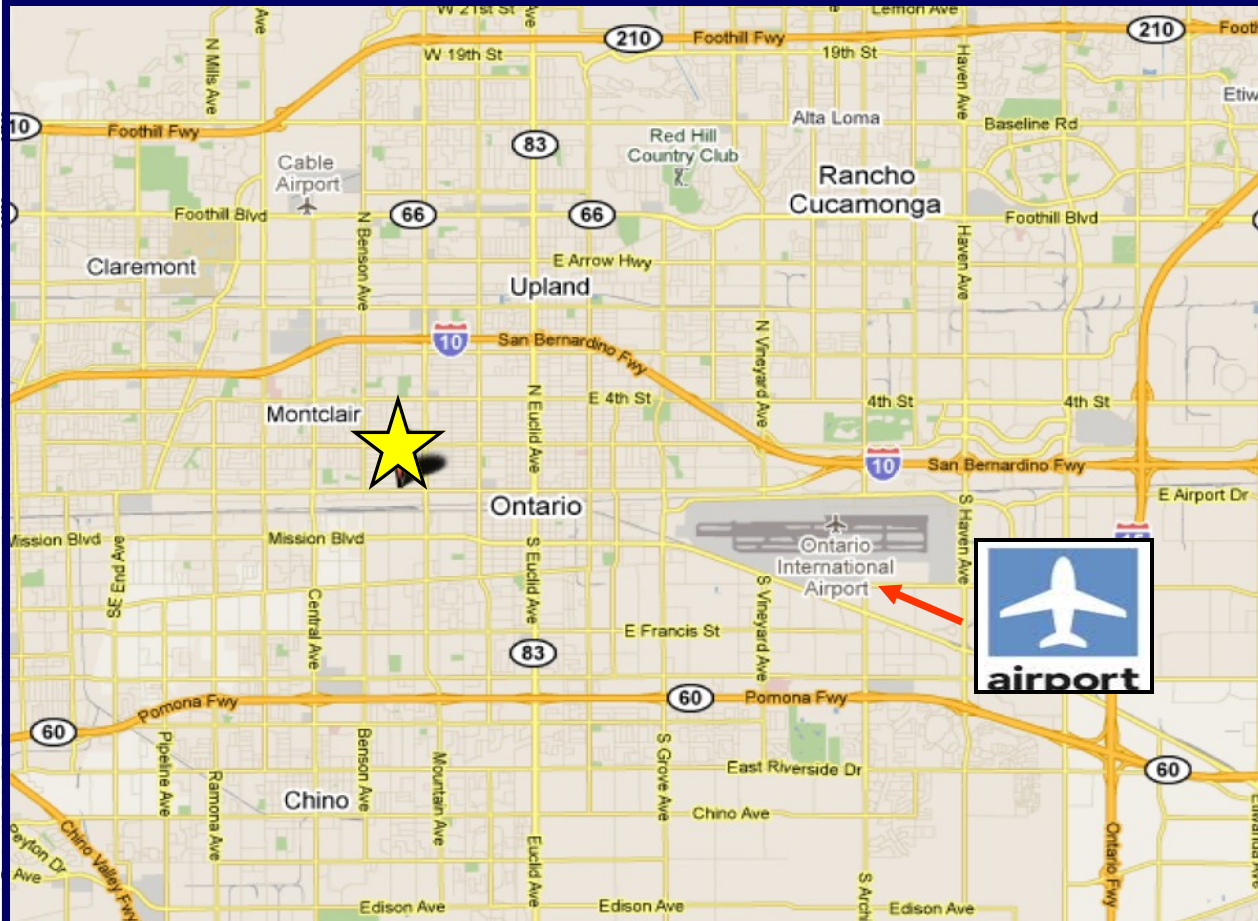 Ave
W 21st St
Ave
Lemon Ave
210
Foothill Fwy
210
N Mills Ave
W 19th St
19th St
Haven Ave
10
Foothill Fwy
83
Red Hill
Country Club
Alta Loma
Baseline Rd
Cable
Airport
Rancho
Cucamonga
Foothill Blvd
66
66
Foothill Blvd
N Benson Ave
Haven Ave
Claremont
E Arrow Hwy
Upland
10
San Bernardino Fwy
N Vineyard Ave
N Euclid Ave
E 4th St
4th St
4th St
Montclair
10
San Bernardino Fwy
E Airport Dr
Ontario
S Haven Ave
Mission Blvd
Mission Blvd
Ontario
International
Airport
S Euclid Ave
Central Ave
S Vineyard Ave
E Francis St
83
airport
Pomona Fwy
60
Pomona Fwy
60
Pipeline Ave
Ramona Ave
Benson Ave
Mountain Ave
S Grove Ave
East Riverside Dr
60
Chino
Chino Ave
Chino Valley Fwy
Peyton Dr
Ave
Euclid Ave
Ontario Fwy
Edison Ave
Edison Ave
Edison Ave